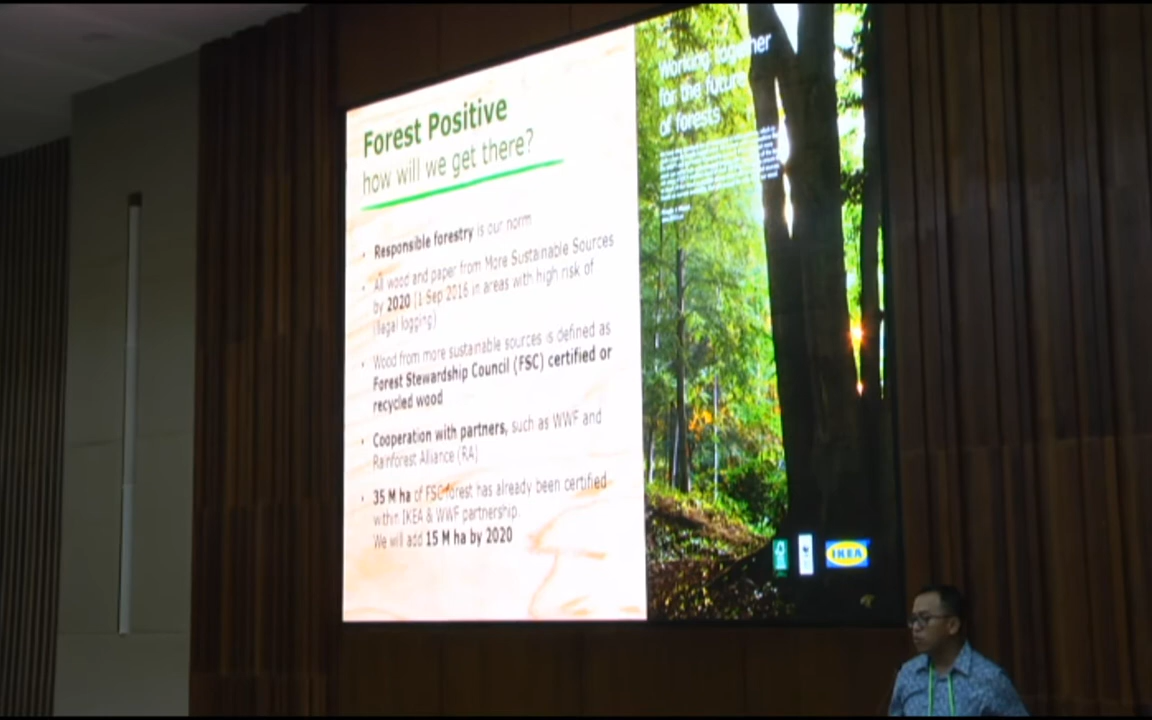 Forest Positive
how will we get there?
• Responsible forestry is our norm
• All wood and paper from More Sustainable Sources
by 2020 (1 Sep 2016 in areas with high risk of
illegal logging)
• Wood from more sustainable sources is defined as
Forest Stewardship Council (FSC) certified or
recycled wood
• Cooperation with partners, such as WWF and
Rainforest Alliance (RA)
• 35 M ha of FSC forest has already been certified
within IKEA & WWF partnership.
We will add 15 M ha by 2020
Working together
for the future
of forests
IKEA